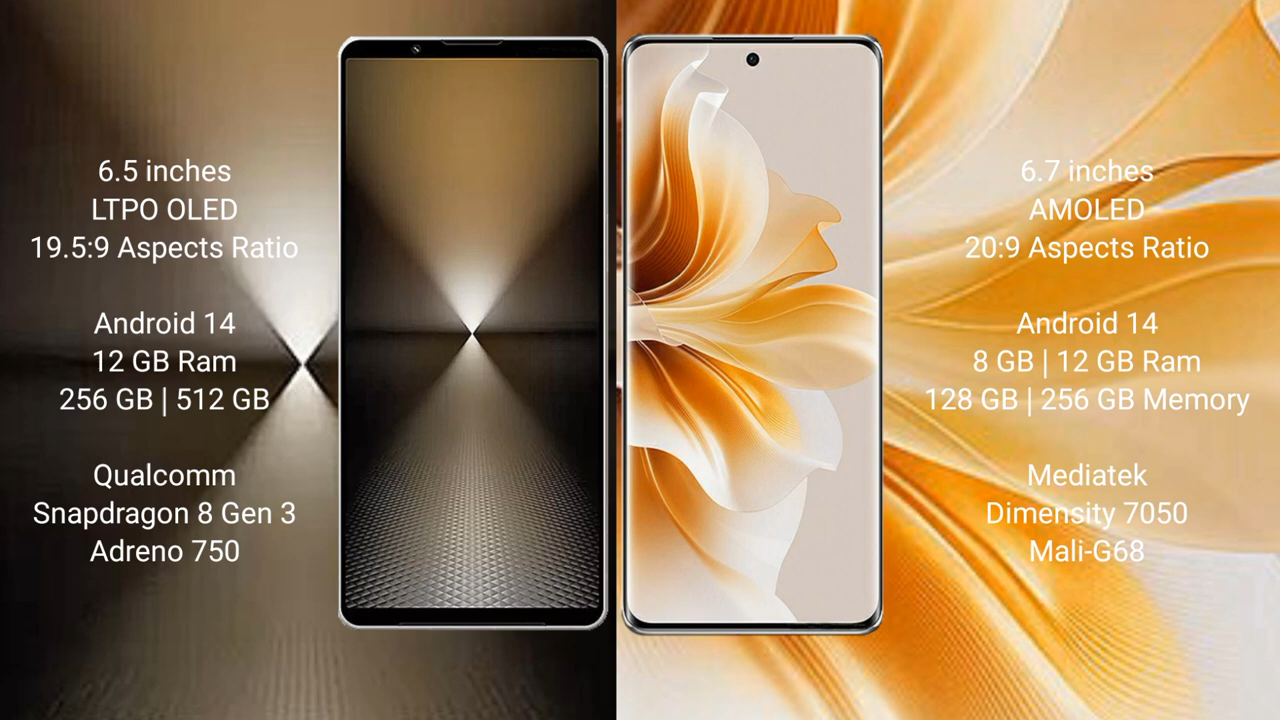 6.5 inches
LTPO OLED
19.5:9 Aspects Ratio
Android 14
12 GB Ram
256 GB | 512 GB
Qualcomm
Snapdragon 8 Gen 3
Adreno 750
6.7 inches
AMOLED
20:9 Aspects Ratio
Android 14
8 GB | 12 GB Ram
128 GB | 256 GB Memory
Mediatek
Dimensity 7050
Mali-G68